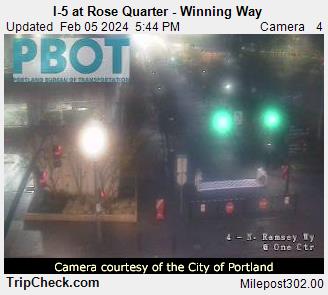 I-5 at Rose Quarter - Winning Way
Updated Feb 05 2024 5:44 PM Camera 4
PBOT
PORTLAND BUREAU OF TRANSPORTATION
4 - N. Ramsey Wy
@ One Ctr
Camera courtesy of the City of Portland
TripCheck.com Milepost302.00